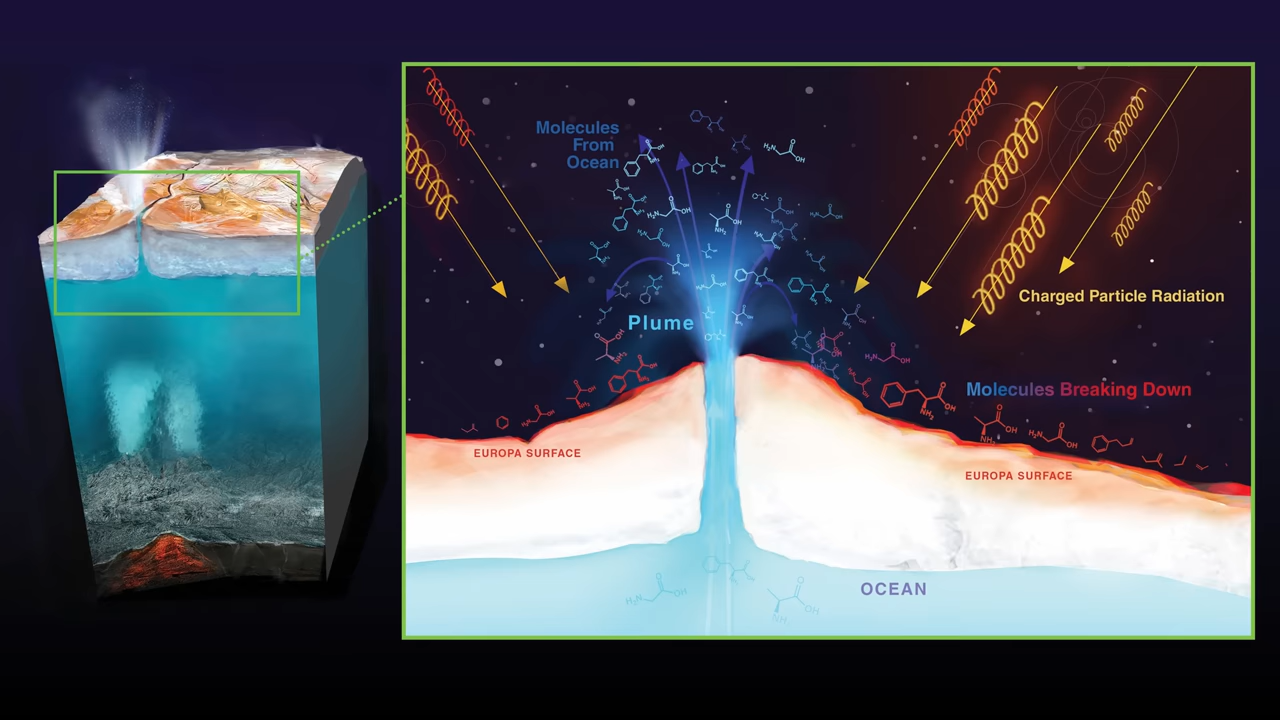 Molecules
From
Ocean
Charged Particle Radiation
Plume
Molecules Breaking Down
EUROPA SURFACE
EUROPA SURFACE
OCEAN